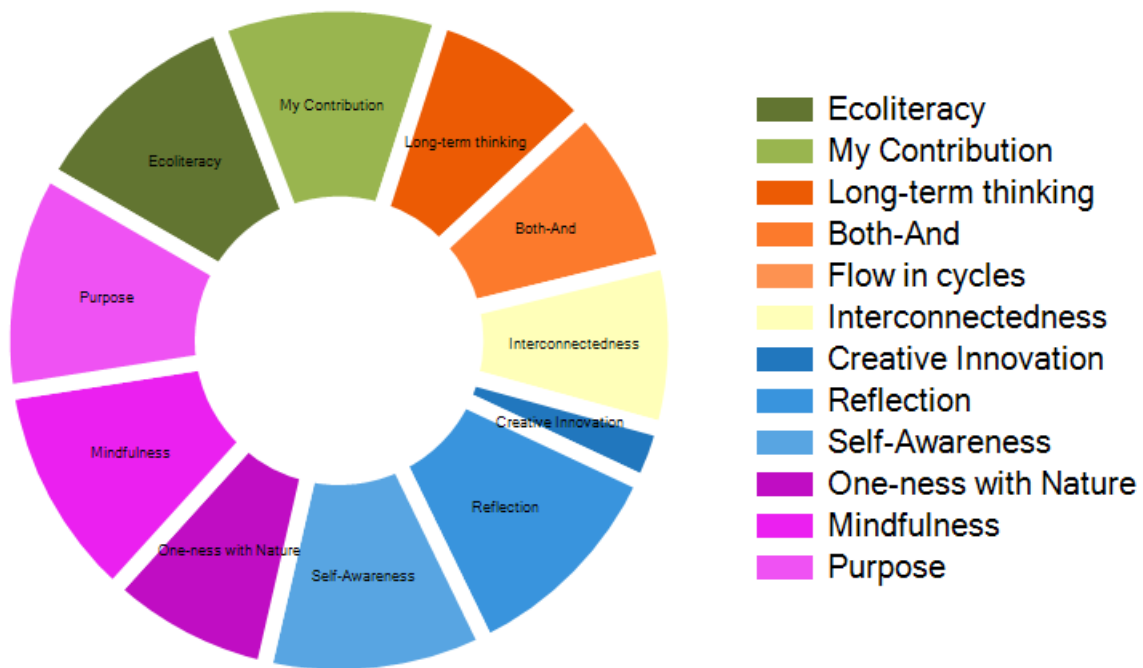 My Contribution
Long-term thinking
Ecoliteracy
Both-And
Purpose
Interconnectedness
Creative Innovation
Mindfulness
Reflection
One-ness with Nature
Self-Awareness
Ecoliteracy
My Contribution
Long-term thinking
Both-And
Flow in cycles
Interconnectedness
Creative Innovation
Reflection
Self-Awareness
One-ness with Nature
Mindfulness
Purpose